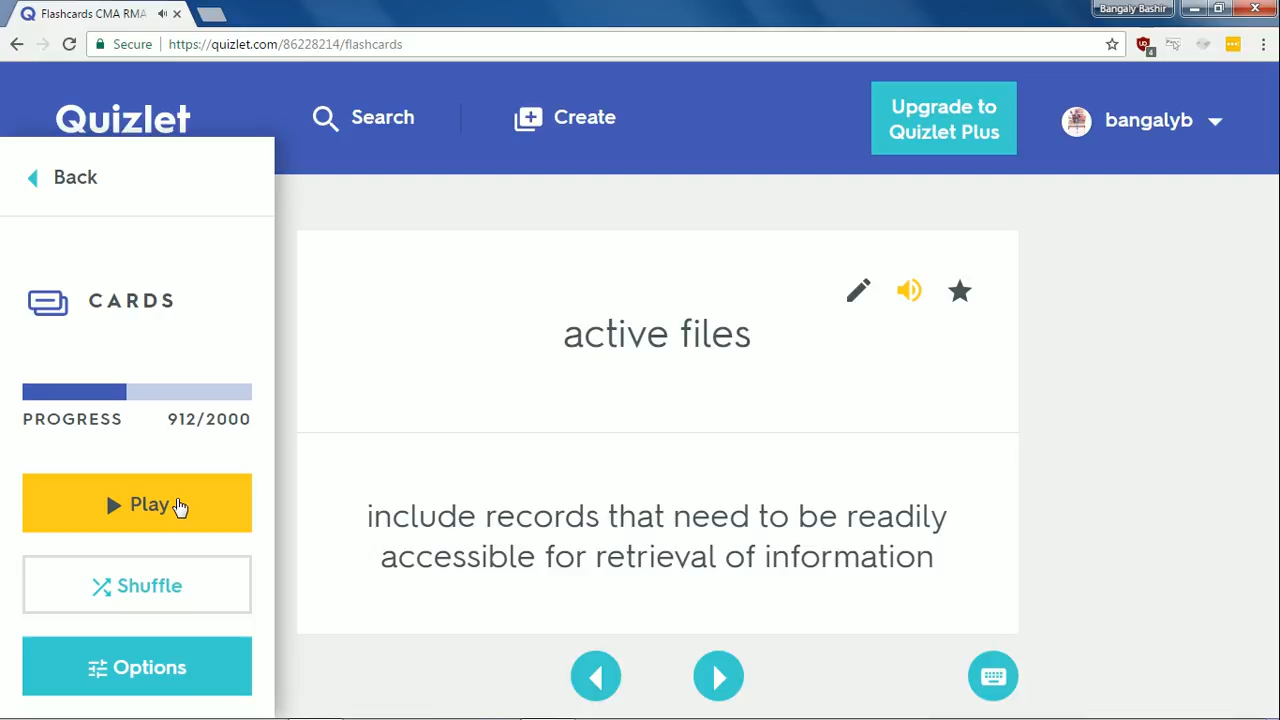 Flashcards CMA RMA
Bangaly Bashir
Secure
https://quizlet.com/86228214/flashcards
4
Quizlet
Search
Create
Upgrade to
Quizlet Plus
bangalyb
Back
CARDS
PROGRESS 912/2000
Play
Shuffle
Options
active files
include records that need to be readily
accessible for retrieval of information